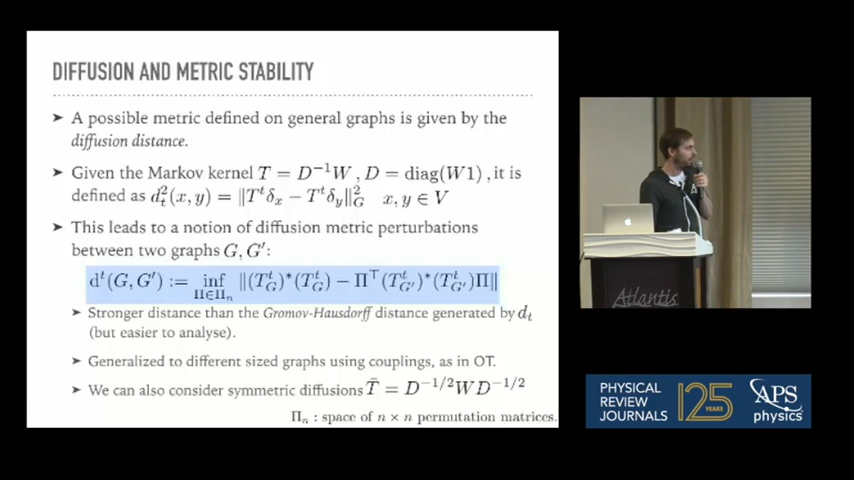 DIFFUSION AND METRIC STABILITY
➤ A possible metric defined on general graphs is given by the
diffusion distance.
➤ Given the Markov kernel T = D⁻¹W , D = diag(W1) , it is
defined as d²ₜ(x, y) = ‖Tᵗδₓ − Tᵗδᵧ‖²_G   x, y ∈ V
➤ This leads to a notion of diffusion metric perturbations
between two graphs G, G′:
dᵗ(G, G′) := inf_{Π∈Πₙ} ‖(Tᵗ_G)*(Tᵗ_G) − Π^⊤(Tᵗ_{G′})*(Tᵗ_{G′})Π‖
➤ Stronger distance than the Gromov-Hausdorff distance generated by dₜ
(but easier to analyse).
➤ Generalized to different sized graphs using couplings, as in OT.
➤ We can also consider symmetric diffusions T̄ = D^{−1/2}WD^{−1/2}
Πₙ : space of n × n permutation matrices.
Atlantis
PHYSICAL
REVIEW
JOURNALS
125
YEARS
APS
physics